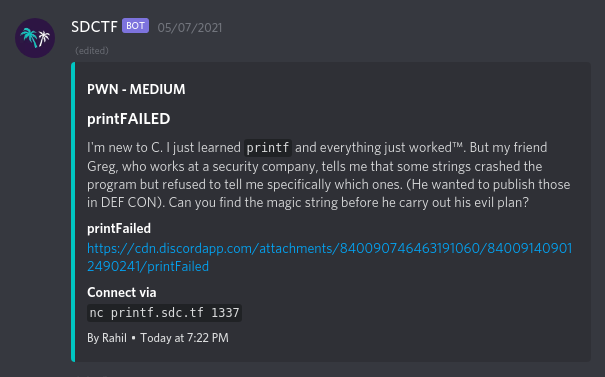 SDCTF BOT 05/07/2021
(edited)
PWN - MEDIUM
printFAILED
I'm new to C. I just learned printf and everything just worked™. But my friend
Greg, who works at a security company, tells me that some strings crashed the
program but refused to tell me specifically which ones. (He wanted to publish those
in DEF CON). Can you find the magic string before he carry out his evil plan?
printFailed
https://cdn.discordapp.com/attachments/840090746463191060/84009140901
2490241/printFailed
Connect via
nc printf.sdc.tf 1337
By Rahil • Today at 7:22 PM